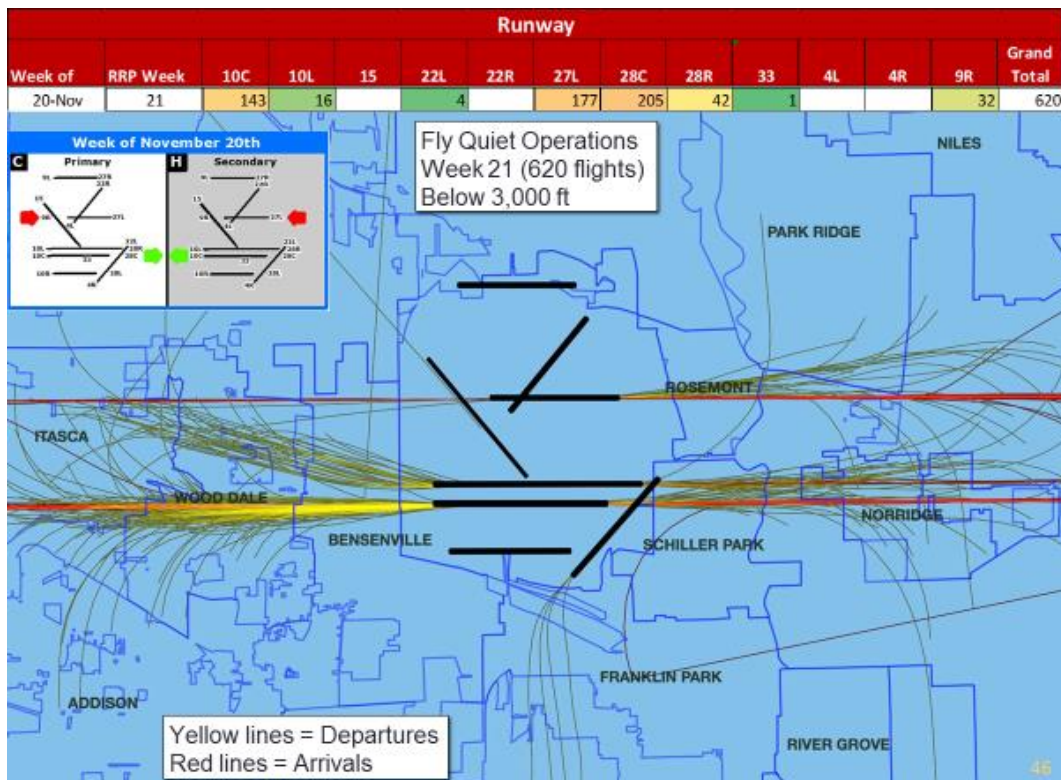 Runway
Week of RRP Week 10C 10L 15 22L 22R 27L 28C 28R 33 4L 4R 9R Grand Total
20-Nov 21 143 16 4 177 205 42 1 32 620
Week of November 20th
C Primary H Secondary
Fly Quiet Operations
Week 21 (620 flights)
Below 3,000 ft
NILES
PARK RIDGE
ROSEMONT
ITASCA
WOOD DALE
BENSENVILLE
NORRIDGE
SCHILLER PARK
FRANKLIN PARK
ADDISON
RIVER GROVE
Yellow lines = Departures
Red lines = Arrivals
46